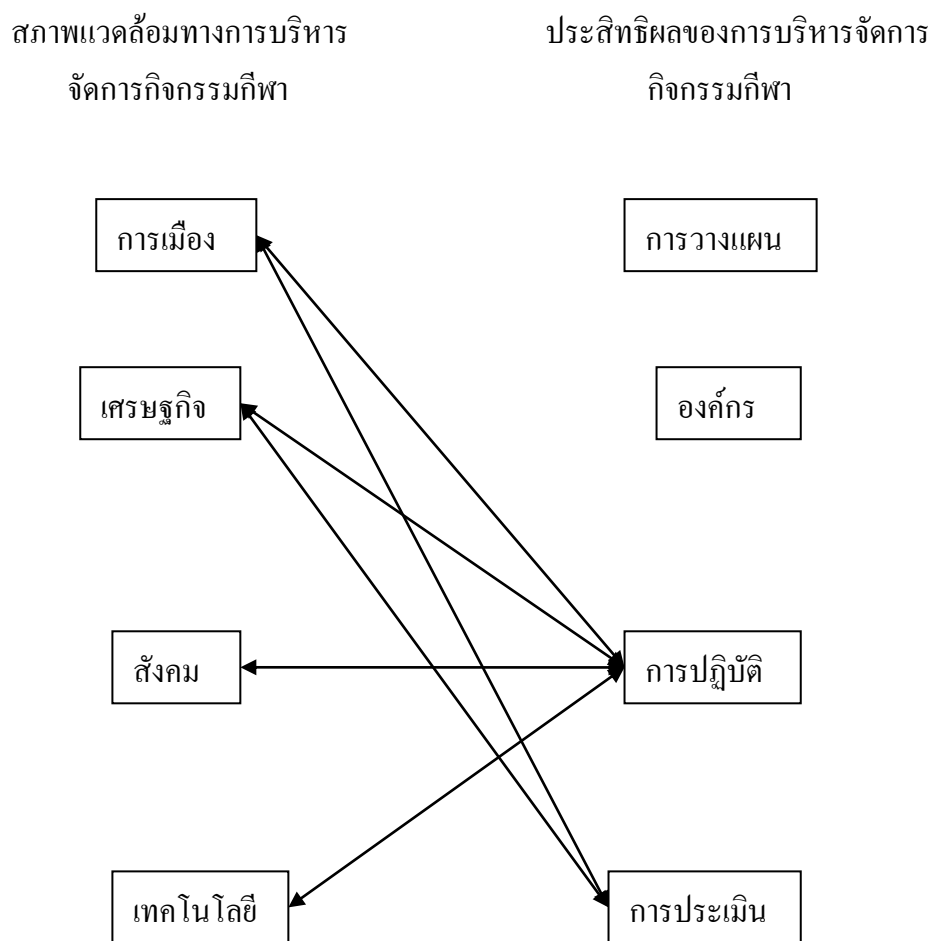 สภาพแวดล้อมทางการบริหาร
จัดการกิจกรรมกีฬา
ประสิทธิผลของการบริหารจัดการ
กิจกรรมกีฬา
การเมือง
การวางแผน
เศรษฐกิจ
องค์กร
สังคม
การปฏิบัติ
เทคโนโลยี
การประเมิน